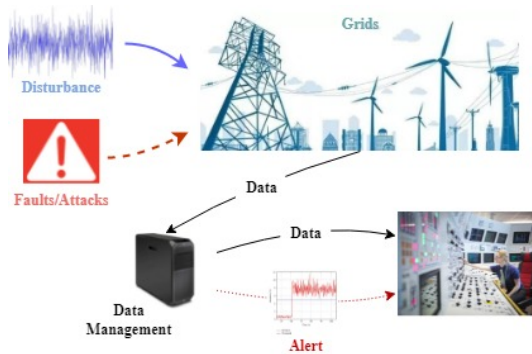 Grids
Disturbance
Faults/Attacks
Data
Data
Data
Management
Alert